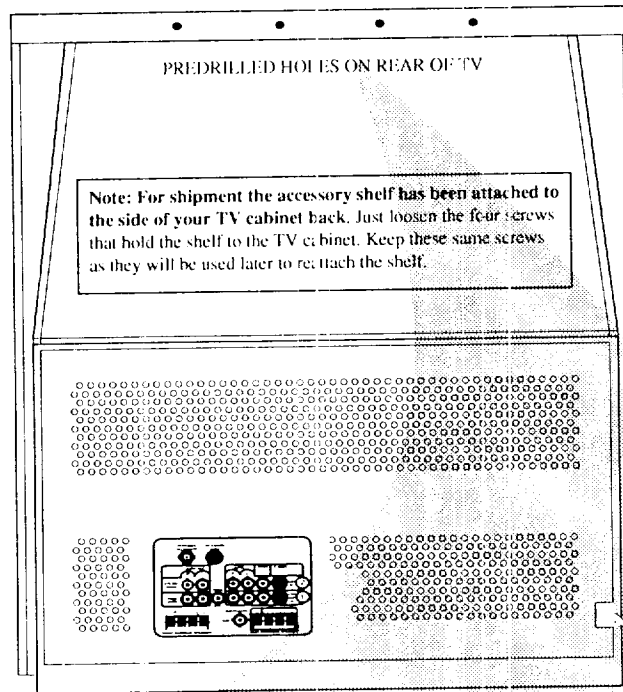 PREDRILLED HOLES ON REAR OF TV
Note: For shipment the accessory shelf has been attached to
the side of your TV cabinet back. Just loosen the four screws
that hold the shelf to the TV cabinet. Keep these same screws
as they will be used later to reattach the shelf.